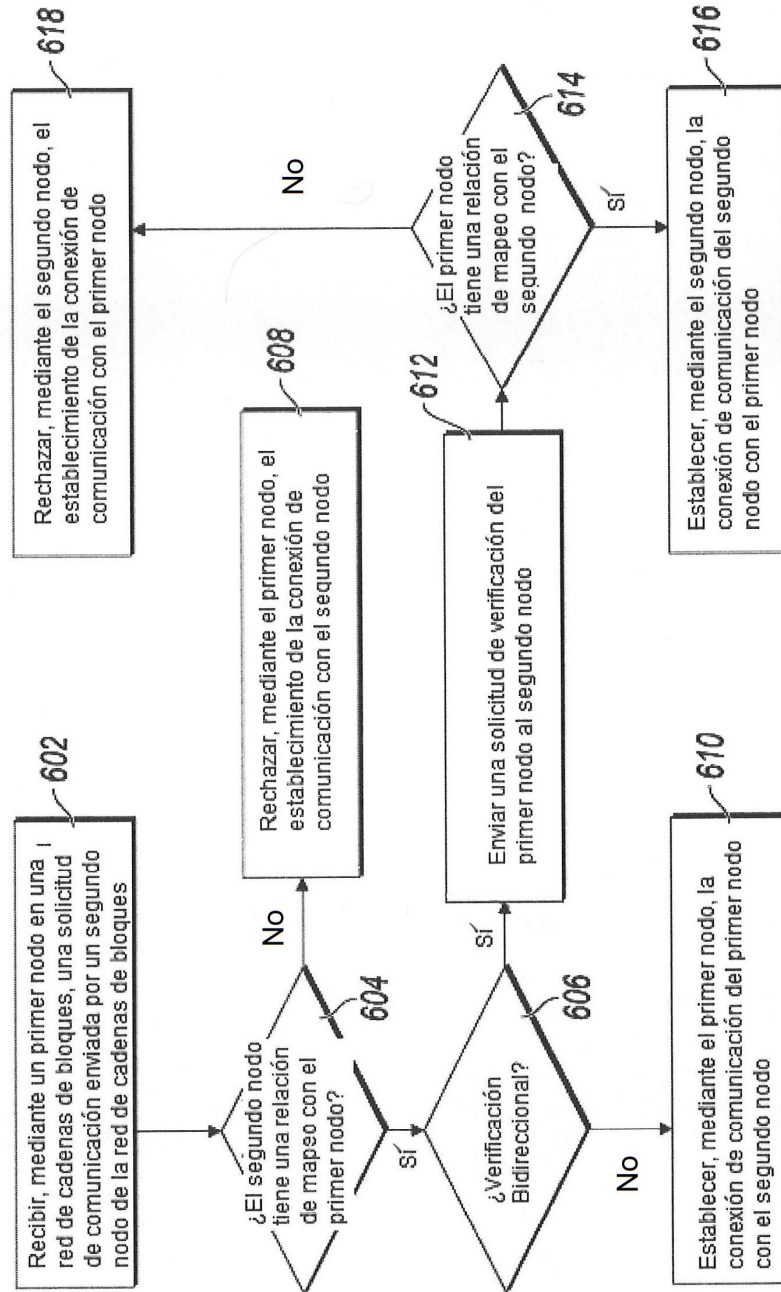 Recibir, mediante un primer nodo en una
red de cadenas de bloques, una solicitud
de comunicación enviada por un segundo
nodo de la red de cadenas de bloques
602
¿El segundo nodo
tiene una relación
de mapeo con el
primer nodo?
604
No
Rechazar, mediante el primer nodo, el
establecimiento de la conexión de
comunicación con el segundo nodo
608
Sí
¿Verificación
Bidireccional?
606
No
Establecer, mediante el primer nodo, la
conexión de comunicación del primer nodo
con el segundo nodo
610
Sí
Enviar una solicitud de verificación del
primer nodo al segundo nodo
612
¿El primer nodo
tiene una relación
de mapeo con el
segundo nodo?
614
No
Rechazar, mediante el segundo nodo, el
establecimiento de la conexión de
comunicación con el primer nodo
618
Sí
Establecer, mediante el segundo nodo, la
conexión de comunicación del segundo
nodo con el primer nodo
616